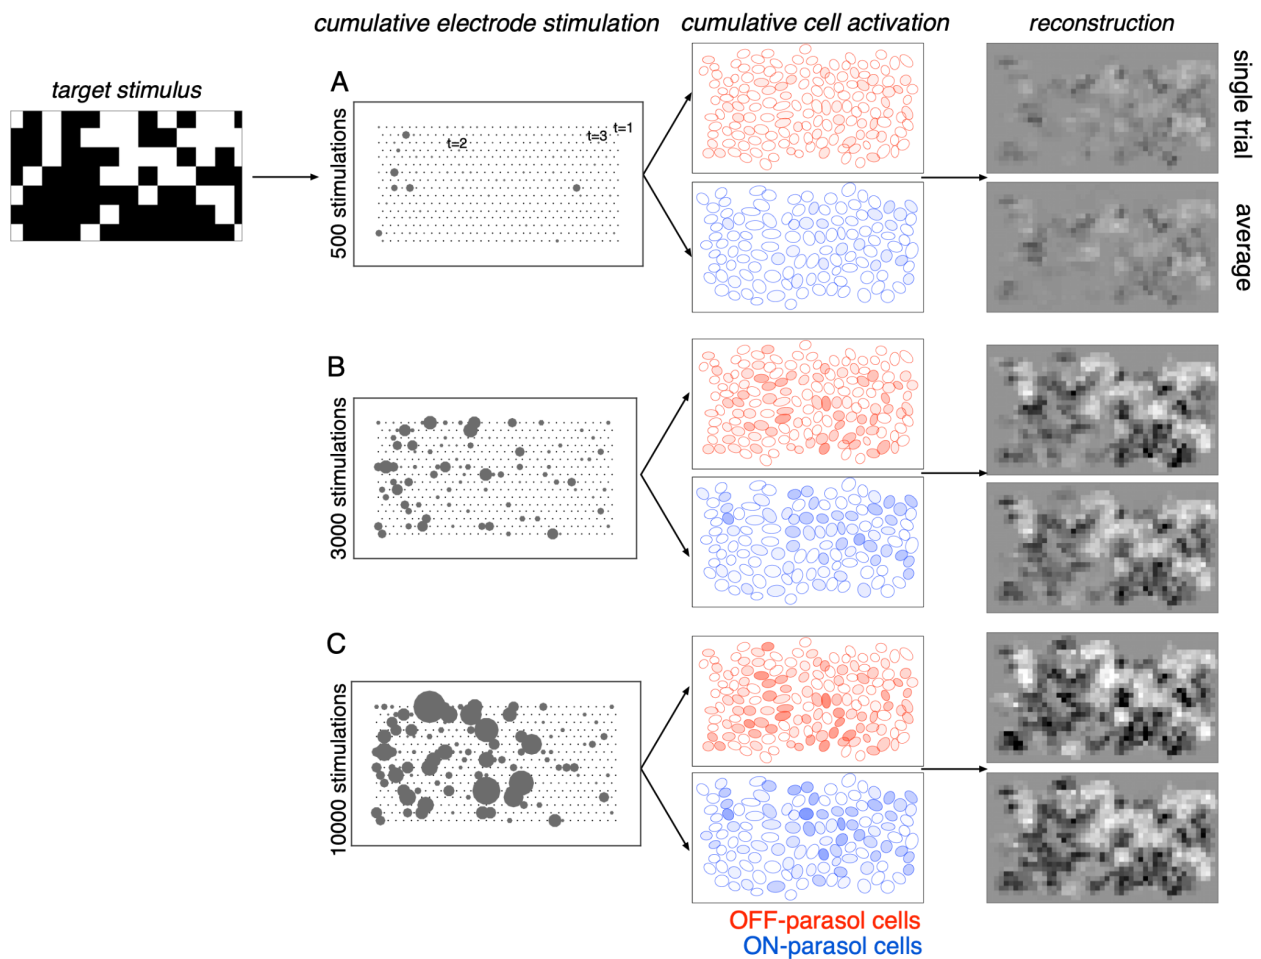 cumulative electrode stimulation
cumulative cell activation
reconstruction
target stimulus
A
500 stimulations
t=1
t=2
t=3
single trial
average
B
3000 stimulations
C
10000 stimulations
OFF-parasol cells
ON-parasol cells